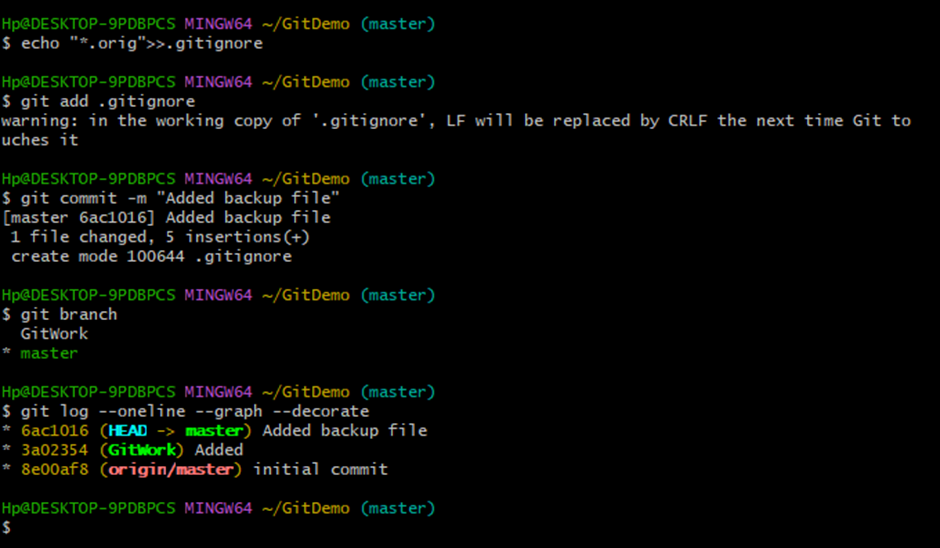 Hp@DESKTOP-9PDBPCS MINGW64 ~/GitDemo (master)
$ echo "*.orig">>.gitignore
Hp@DESKTOP-9PDBPCS MINGW64 ~/GitDemo (master)
$ git add .gitignore
warning: in the working copy of '.gitignore', LF will be replaced by CRLF the next time Git to
uches it
Hp@DESKTOP-9PDBPCS MINGW64 ~/GitDemo (master)
$ git commit -m "Added backup file"
[master 6ac1016] Added backup file
 1 file changed, 5 insertions(+)
 create mode 100644 .gitignore
Hp@DESKTOP-9PDBPCS MINGW64 ~/GitDemo (master)
$ git branch
  GitWork
* master
Hp@DESKTOP-9PDBPCS MINGW64 ~/GitDemo (master)
$ git log --oneline --graph --decorate
* 6ac1016 (HEAD -> master) Added backup file
* 3a02354 (GitWork) Added
* 8e00af8 (origin/master) initial commit
Hp@DESKTOP-9PDBPCS MINGW64 ~/GitDemo (master)
$